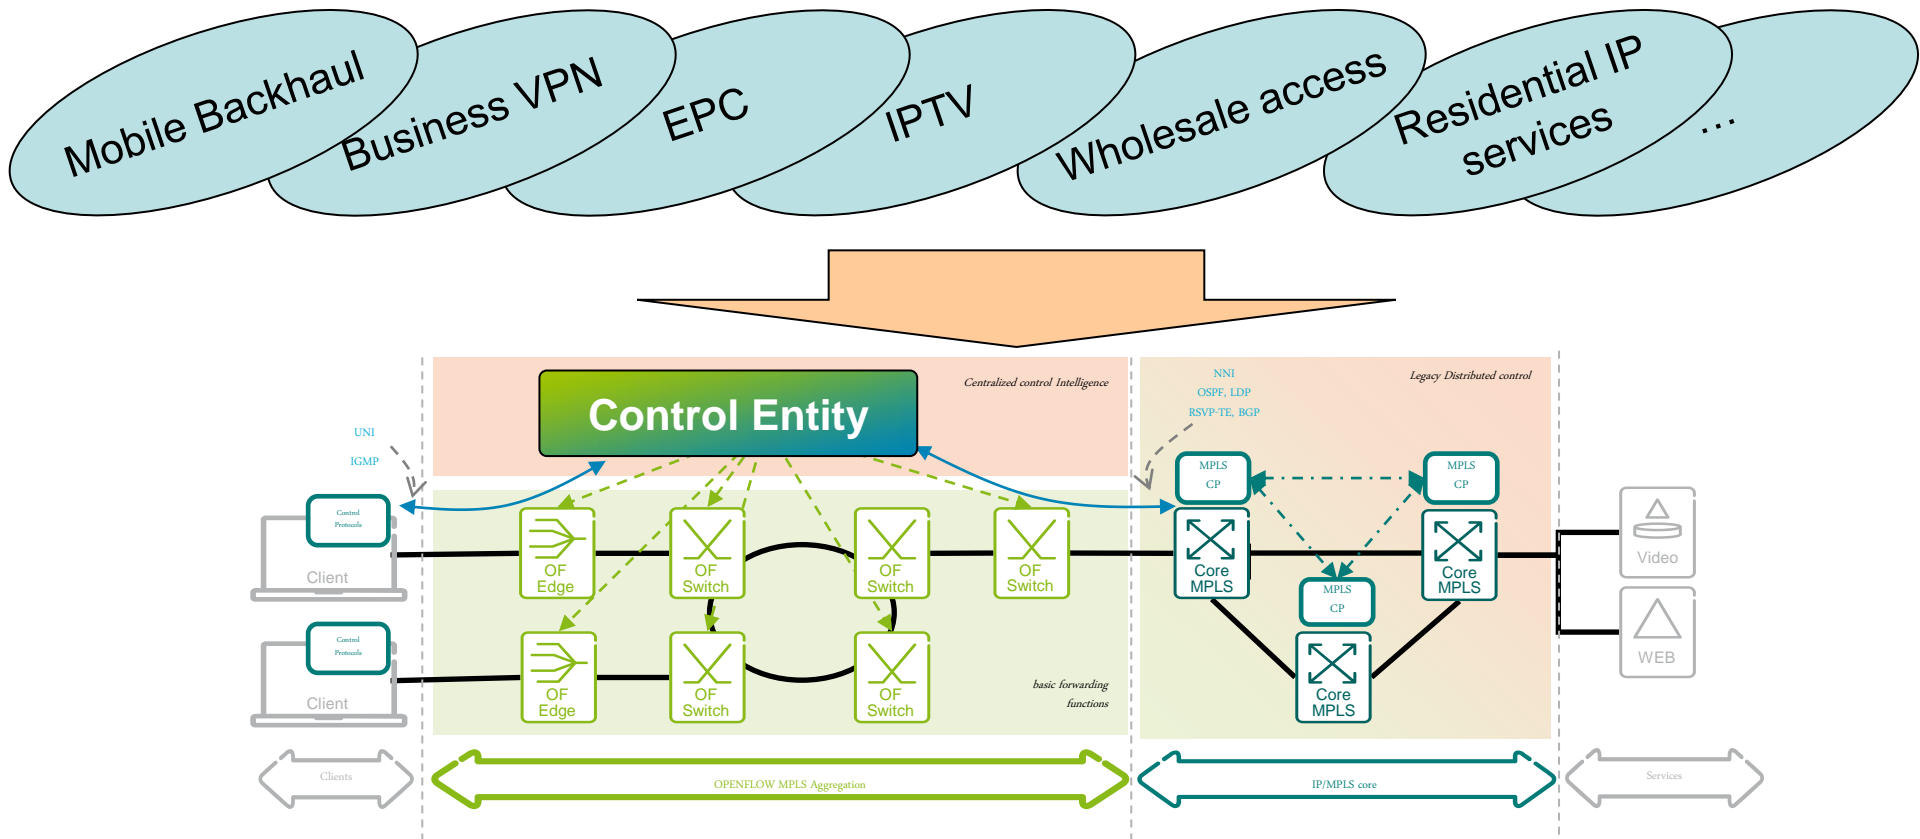 Mobile Backhaul
Business VPN
EPC
IPTV
Wholesale access
Residential IP
services
...
Control Entity
Centralized control Intelligence
NNI
OSPF, LDP
RSVP-TE, BGP
Legacy Distributed control
UNI
IGMP
MPLS
CP
MPLS
CP
Control
Protocols
Client
OF
Edge
OF
Switch
OF
Switch
OF
Switch
Core
MPLS
Core
MPLS
Video
MPLS
CP
Control
Protocols
Client
OF
Edge
OF
Switch
OF
Switch
basic forwarding
functions
Core
MPLS
WEB
Clients
OPENFLOW MPLS Aggregation
IP/MPLS core
Services